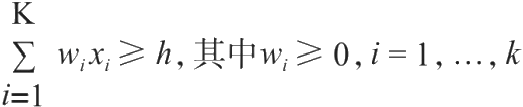 K
∑ wᵢxᵢ ≥ h, 其中wᵢ ≥ 0, i = 1, …, k
i=1